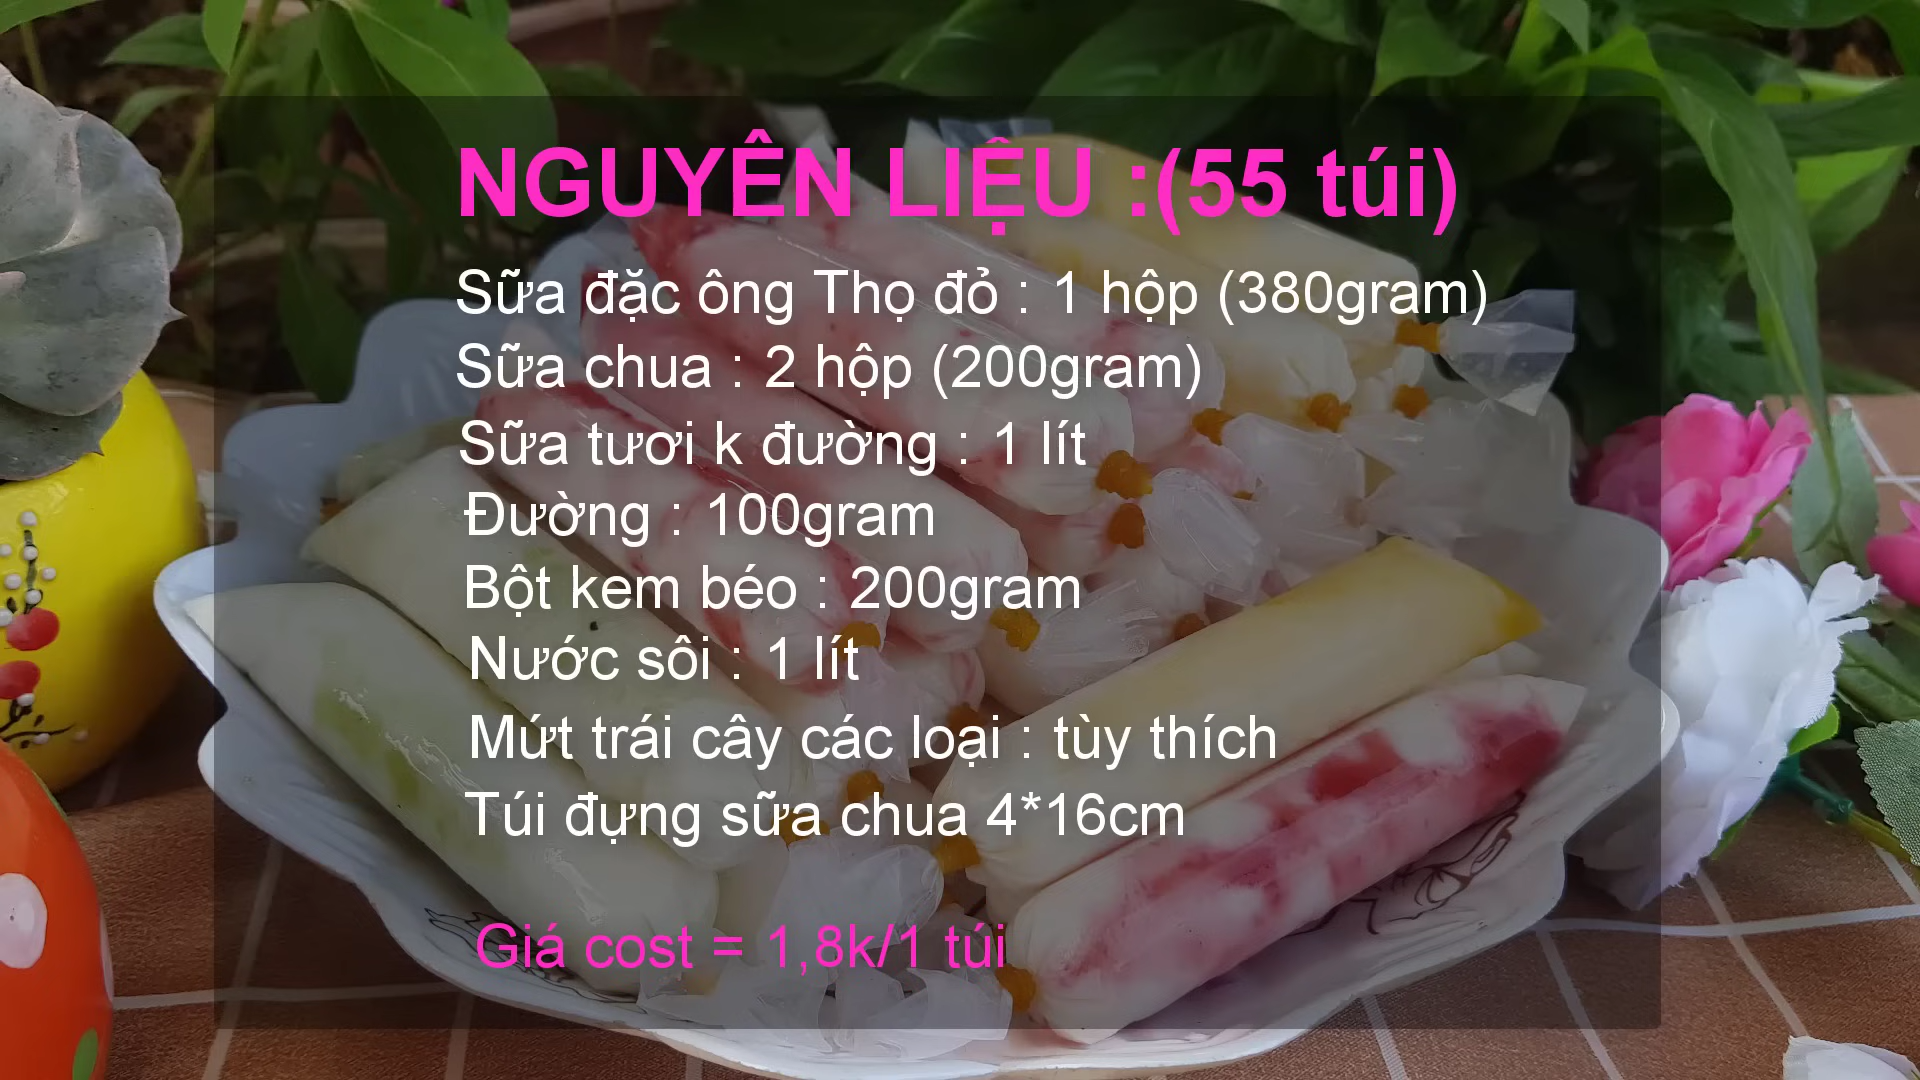 NGUYÊN LIỆU :(55 túi)
Sữa đặc ông Thọ đỏ : 1 hộp (380gram)
Sữa chua : 2 hộp (200gram)
Sữa tươi k đường : 1 lít
Đường : 100gram
Bột kem béo : 200gram
Nước sôi : 1 lít
Mứt trái cây các loại : tùy thích
Túi đựng sữa chua 4*16cm
Giá cost = 1,8k/1 túi